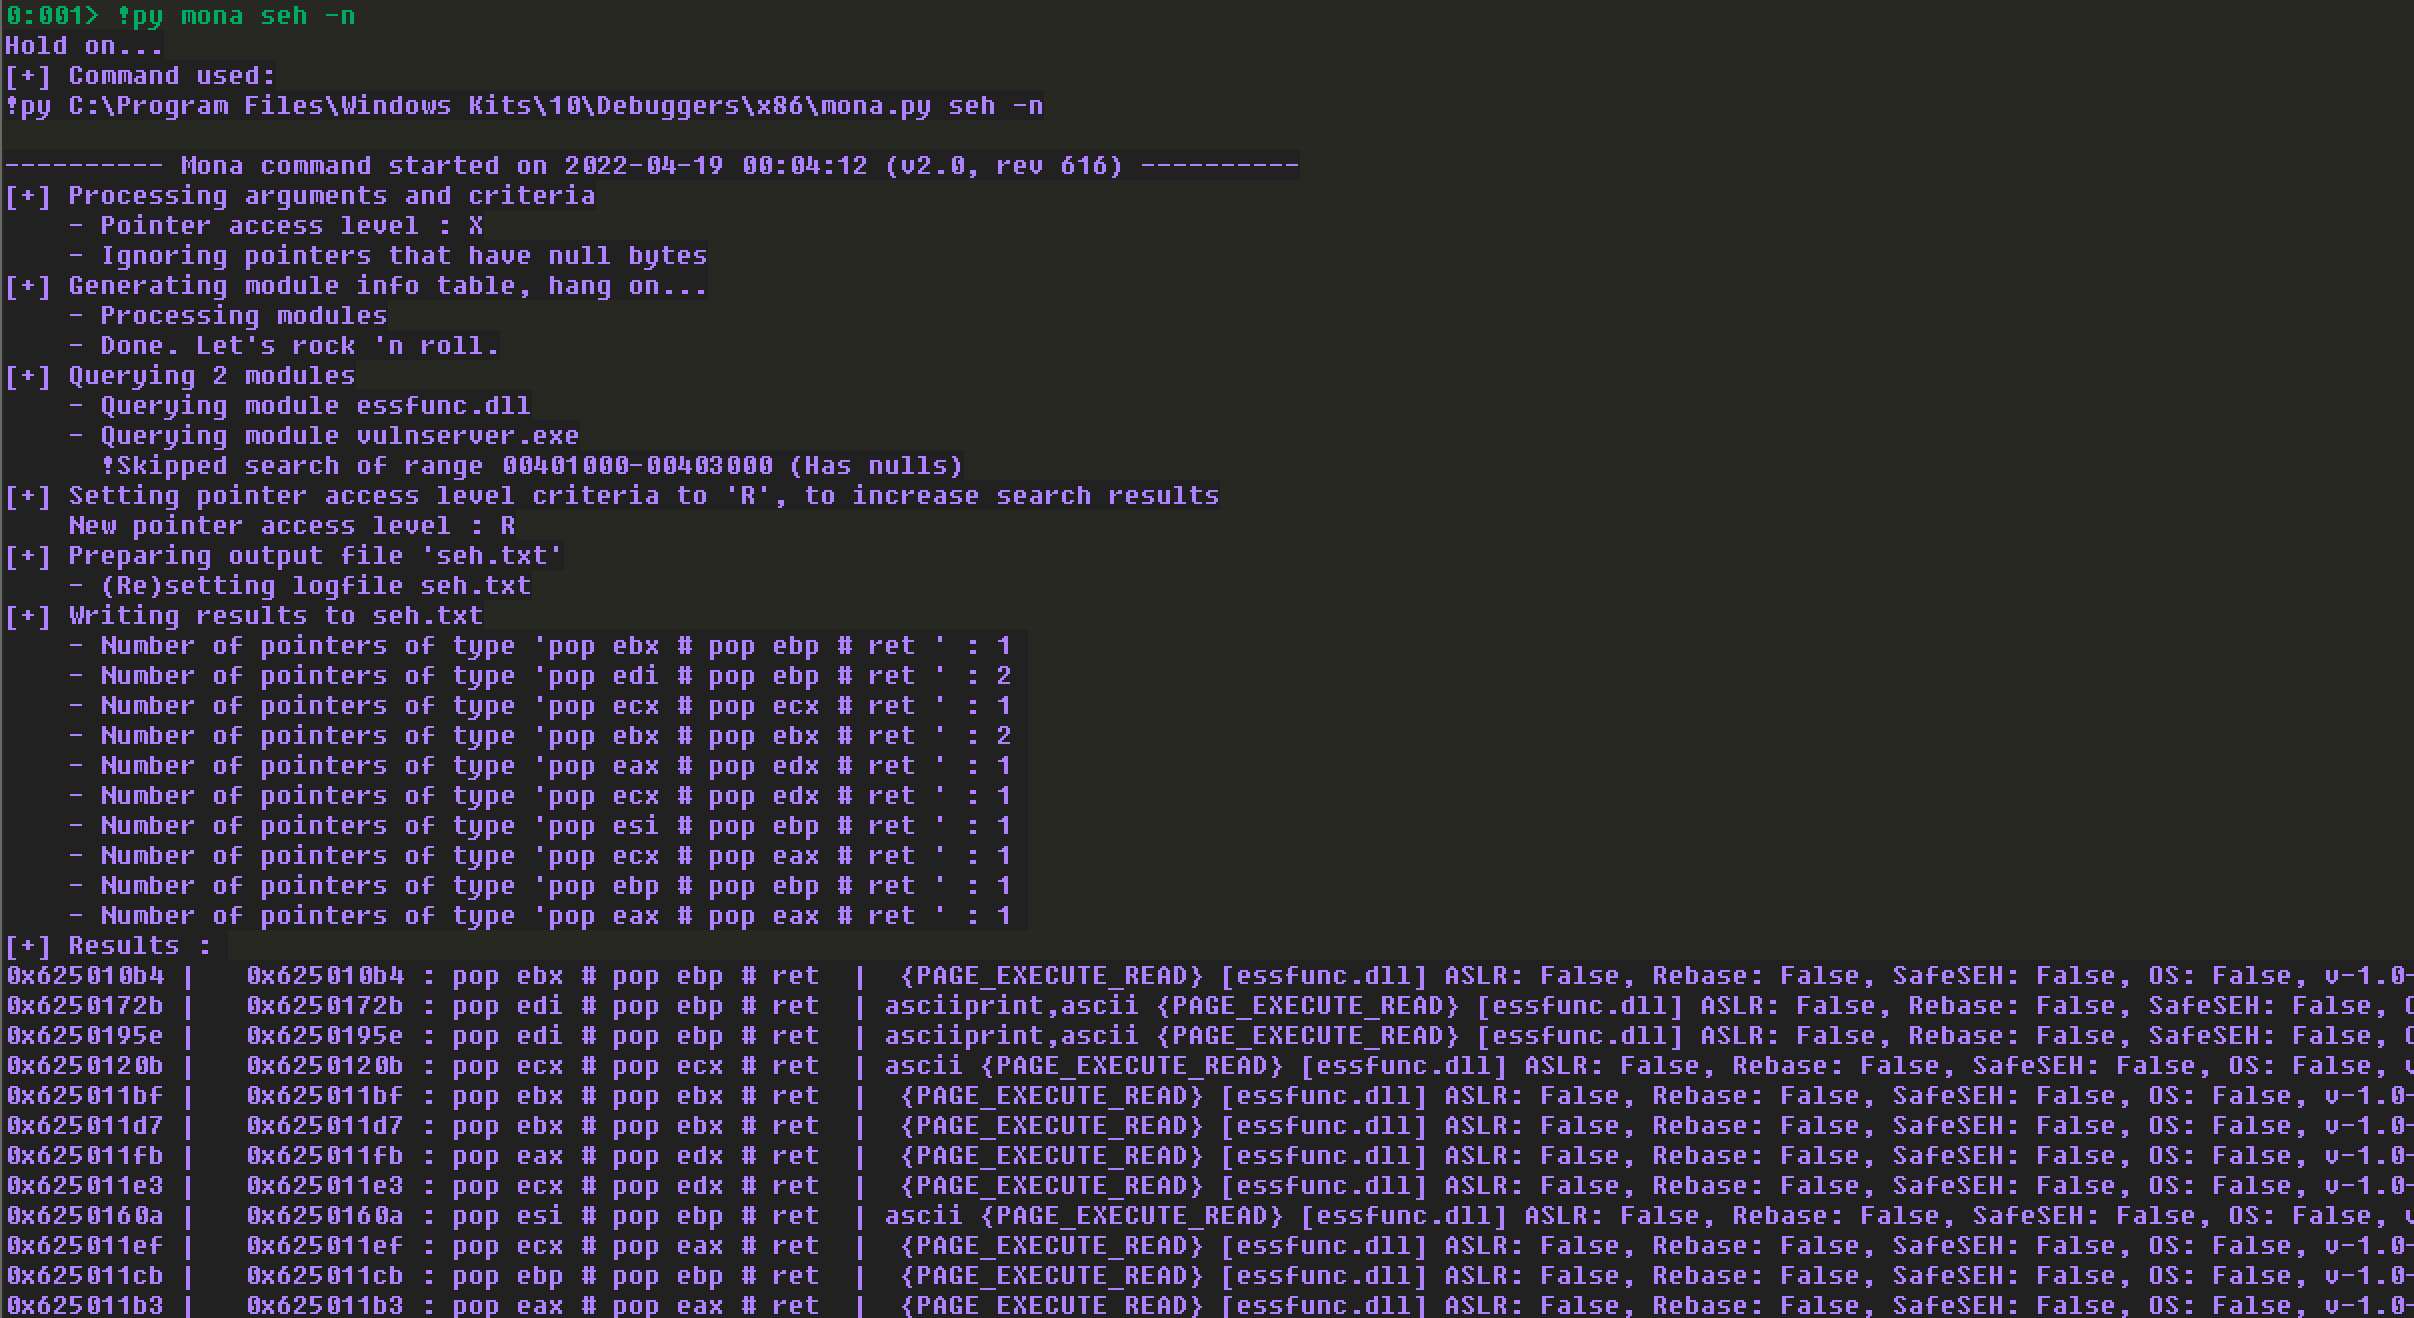 0:001> !py mona seh -n
Hold on...
[+] Command used:
!py C:\Program Files\Windows Kits\10\Debuggers\x86\mona.py seh -n
---------- Mona command started on 2022-04-19 00:04:12 (v2.0, rev 616) ----------
[+] Processing arguments and criteria
    - Pointer access level : X
    - Ignoring pointers that have null bytes
[+] Generating module info table, hang on...
    - Processing modules
    - Done. Let's rock 'n roll.
[+] Querying 2 modules
    - Querying module essfunc.dll
    - Querying module vulnserver.exe
      !Skipped search of range 00401000-00403000 (Has nulls)
[+] Setting pointer access level criteria to 'R', to increase search results
    New pointer access level : R
[+] Preparing output file 'seh.txt'
    - (Re)setting logfile seh.txt
[+] Writing results to seh.txt
    - Number of pointers of type 'pop ebx # pop ebp # ret ' : 1
    - Number of pointers of type 'pop edi # pop ebp # ret ' : 2
    - Number of pointers of type 'pop ecx # pop ecx # ret ' : 1
    - Number of pointers of type 'pop ebx # pop ebx # ret ' : 2
    - Number of pointers of type 'pop eax # pop edx # ret ' : 1
    - Number of pointers of type 'pop ecx # pop edx # ret ' : 1
    - Number of pointers of type 'pop esi # pop ebp # ret ' : 1
    - Number of pointers of type 'pop ecx # pop eax # ret ' : 1
    - Number of pointers of type 'pop ebp # pop ebp # ret ' : 1
    - Number of pointers of type 'pop eax # pop eax # ret ' : 1
[+] Results :
0x625010b4 |   0x625010b4 : pop ebx # pop ebp # ret  |  {PAGE_EXECUTE_READ} [essfunc.dll] ASLR: False, Rebase: False, SafeSEH: False, OS: False, v-1.0-
0x6250172b |   0x6250172b : pop edi # pop ebp # ret  | asciiprint,ascii {PAGE_EXECUTE_READ} [essfunc.dll] ASLR: False, Rebase: False, SafeSEH: False,
0x6250195e |   0x6250195e : pop edi # pop ebp # ret  | asciiprint,ascii {PAGE_EXECUTE_READ} [essfunc.dll] ASLR: False, Rebase: False, SafeSEH: False,
0x6250120b |   0x6250120b : pop ecx # pop ecx # ret  | ascii {PAGE_EXECUTE_READ} [essfunc.dll] ASLR: False, Rebase: False, SafeSEH: False, OS: False,
0x625011bf |   0x625011bf : pop ebx # pop ebx # ret  |  {PAGE_EXECUTE_READ} [essfunc.dll] ASLR: False, Rebase: False, SafeSEH: False, OS: False, v-1.0-
0x625011d7 |   0x625011d7 : pop ebx # pop ebx # ret  |  {PAGE_EXECUTE_READ} [essfunc.dll] ASLR: False, Rebase: False, SafeSEH: False, OS: False, v-1.0-
0x625011fb |   0x625011fb : pop eax # pop edx # ret  |  {PAGE_EXECUTE_READ} [essfunc.dll] ASLR: False, Rebase: False, SafeSEH: False, OS: False, v-1.0-
0x625011e3 |   0x625011e3 : pop ecx # pop edx # ret  |  {PAGE_EXECUTE_READ} [essfunc.dll] ASLR: False, Rebase: False, SafeSEH: False, OS: False, v-1.0-
0x6250160a |   0x6250160a : pop esi # pop ebp # ret  | ascii {PAGE_EXECUTE_READ} [essfunc.dll] ASLR: False, Rebase: False, SafeSEH: False, OS: False,
0x625011ef |   0x625011ef : pop ecx # pop eax # ret  |  {PAGE_EXECUTE_READ} [essfunc.dll] ASLR: False, Rebase: False, SafeSEH: False, OS: False, v-1.0-
0x625011cb |   0x625011cb : pop ebp # pop ebp # ret  |  {PAGE_EXECUTE_READ} [essfunc.dll] ASLR: False, Rebase: False, SafeSEH: False, OS: False, v-1.0-
0x625011b3 |   0x625011b3 : pop eax # pop eax # ret  |  {PAGE_EXECUTE_READ} [essfunc.dll] ASLR: False, Rebase: False, SafeSEH: False, OS: False, v-1.0-